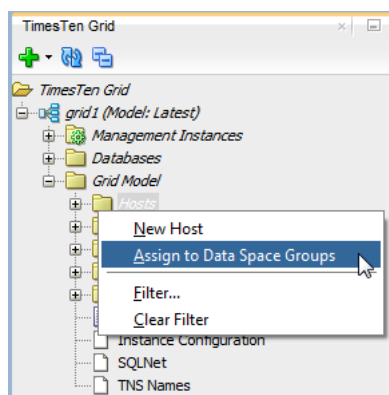 TimesTen Grid
TimesTen Grid
grid1 (Model: Latest)
Management Instances
Databases
Grid Model
Hosts
New Host
Assign to Data Space Groups
Filter...
Clear Filter
Instance Configuration
SQLNet
TNS Names